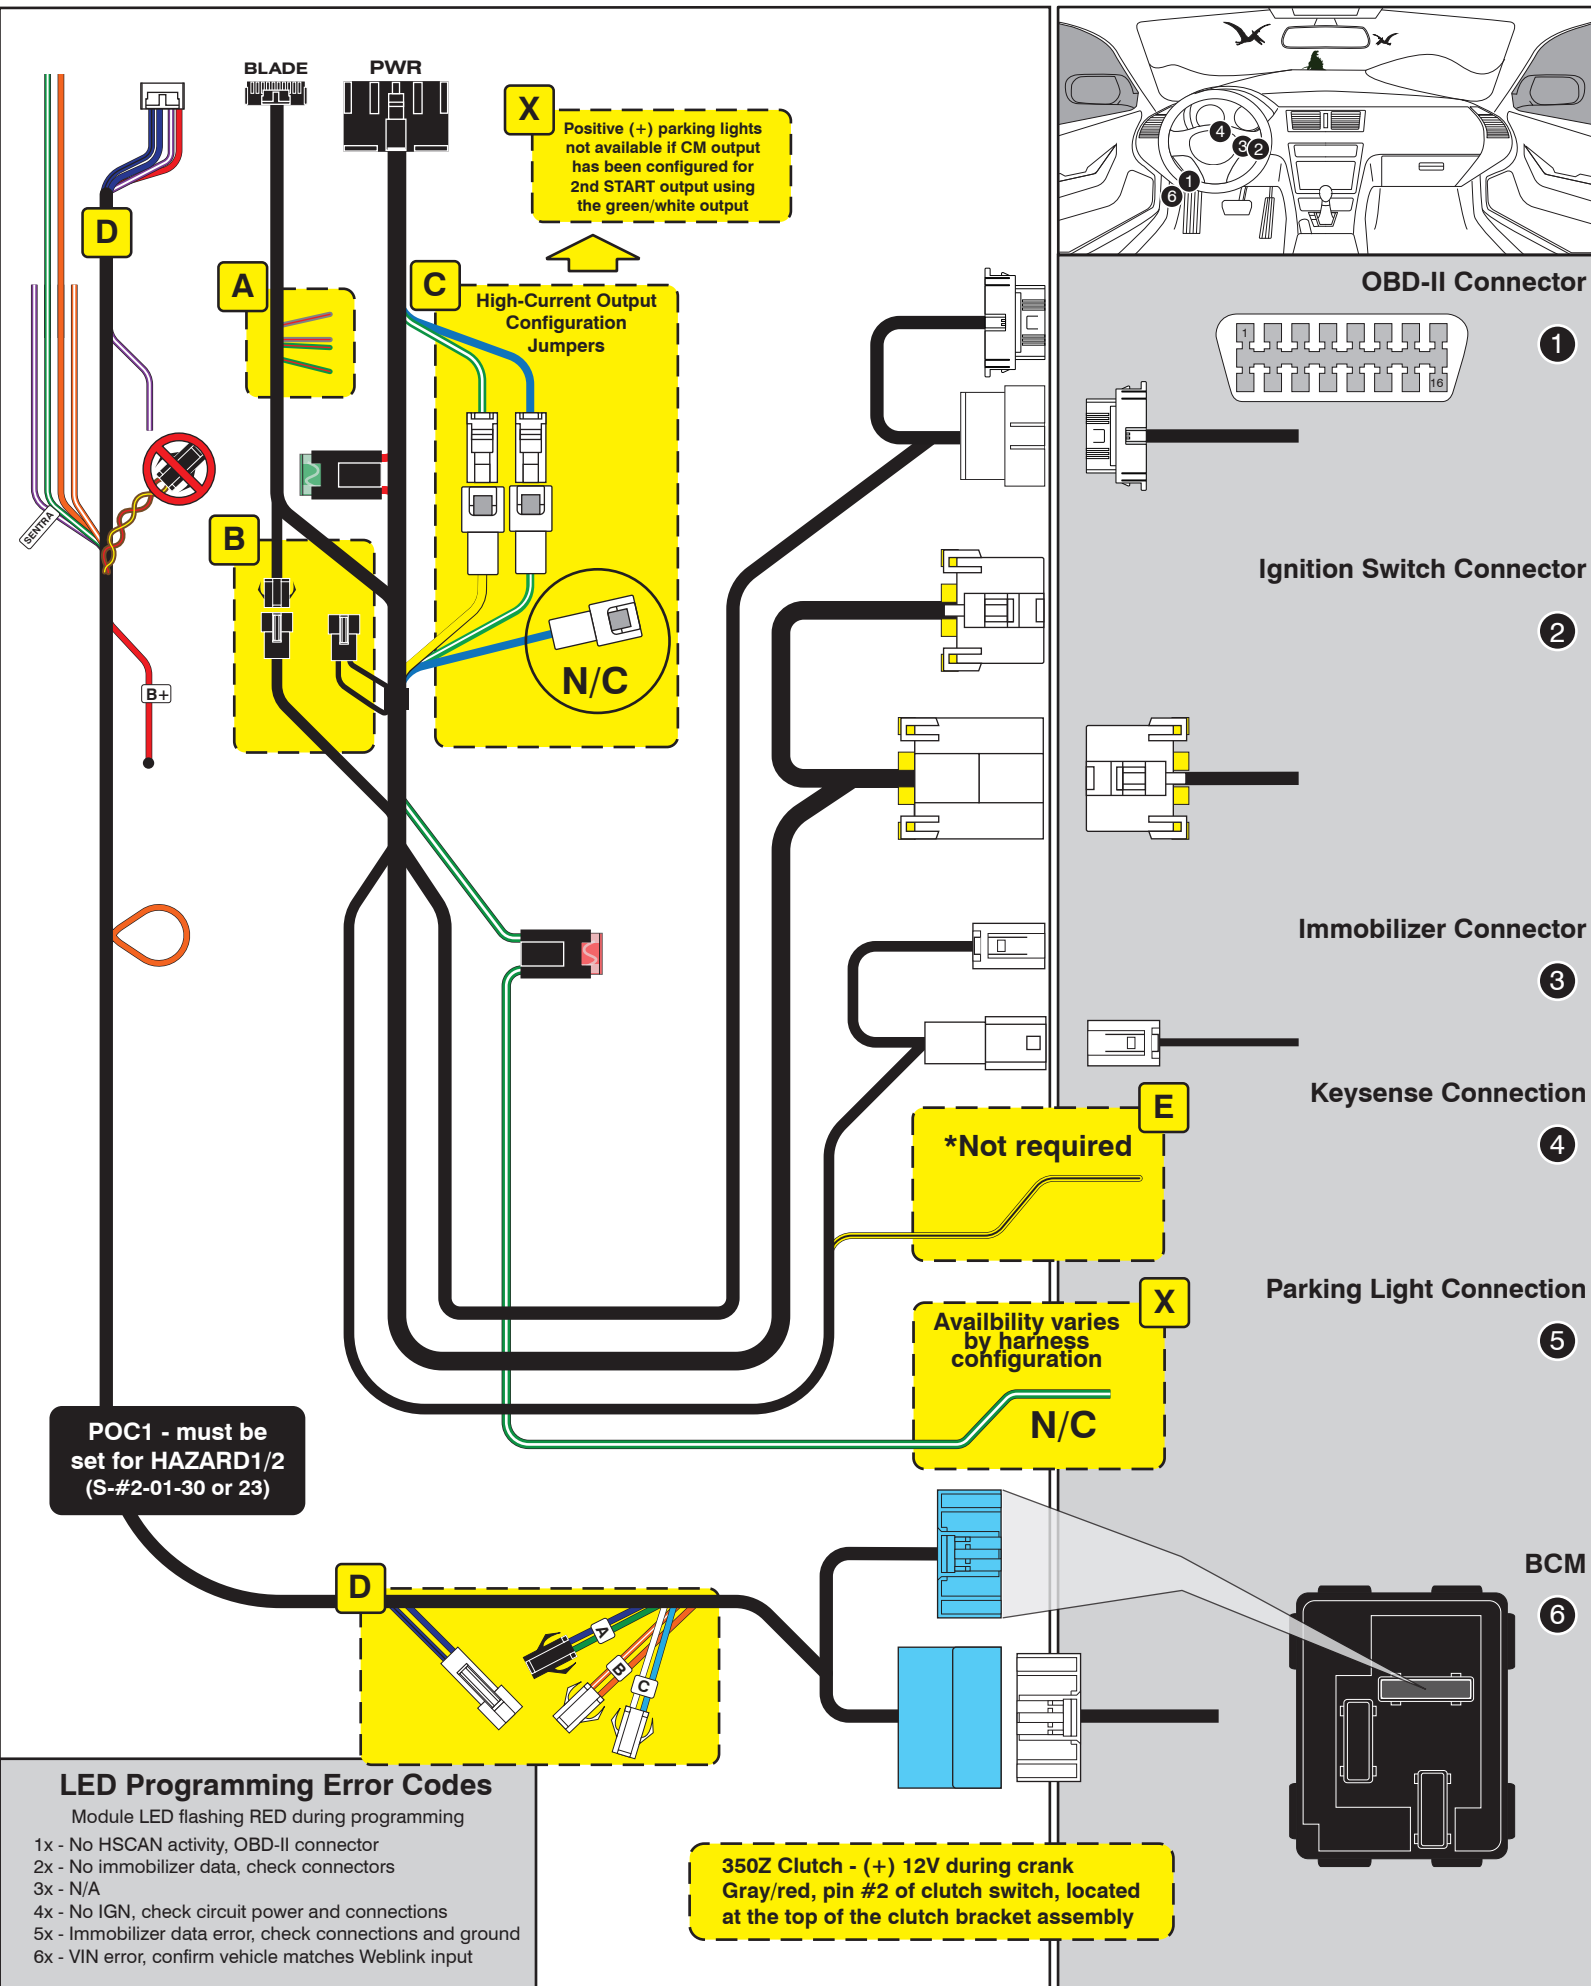 BLADE
PWR
X
Positive (+) parking lights
not available if CM output
has been configured for
2nd START output using
the green/white output
4
3
2
1
6
D
A
C
High-Current Output
Configuration
Jumpers
OBD-II Connector
1
1
16
SENTRA
B
N/C
Ignition Switch Connector
2
B+
Immobilizer Connector
3
Keysense Connection
4
E
*Not required
Parking Light Connection
5
X
Availbility varies
by harness
configuration
N/C
POC1 - must be
set for HAZARD1/2
(S-#2-01-30 or 23)
BCM
6
D
A
B
C
LED Programming Error Codes
Module LED flashing RED during programming
1x - No HSCAN activity, OBD-II connector
2x - No immobilizer data, check connectors
3x - N/A
4x - No IGN, check circuit power and connections
5x - Immobilizer data error, check connections and ground
6x - VIN error, confirm vehicle matches Weblink input
350Z Clutch - (+) 12V during crank
Gray/red, pin #2 of clutch switch, located
at the top of the clutch bracket assembly